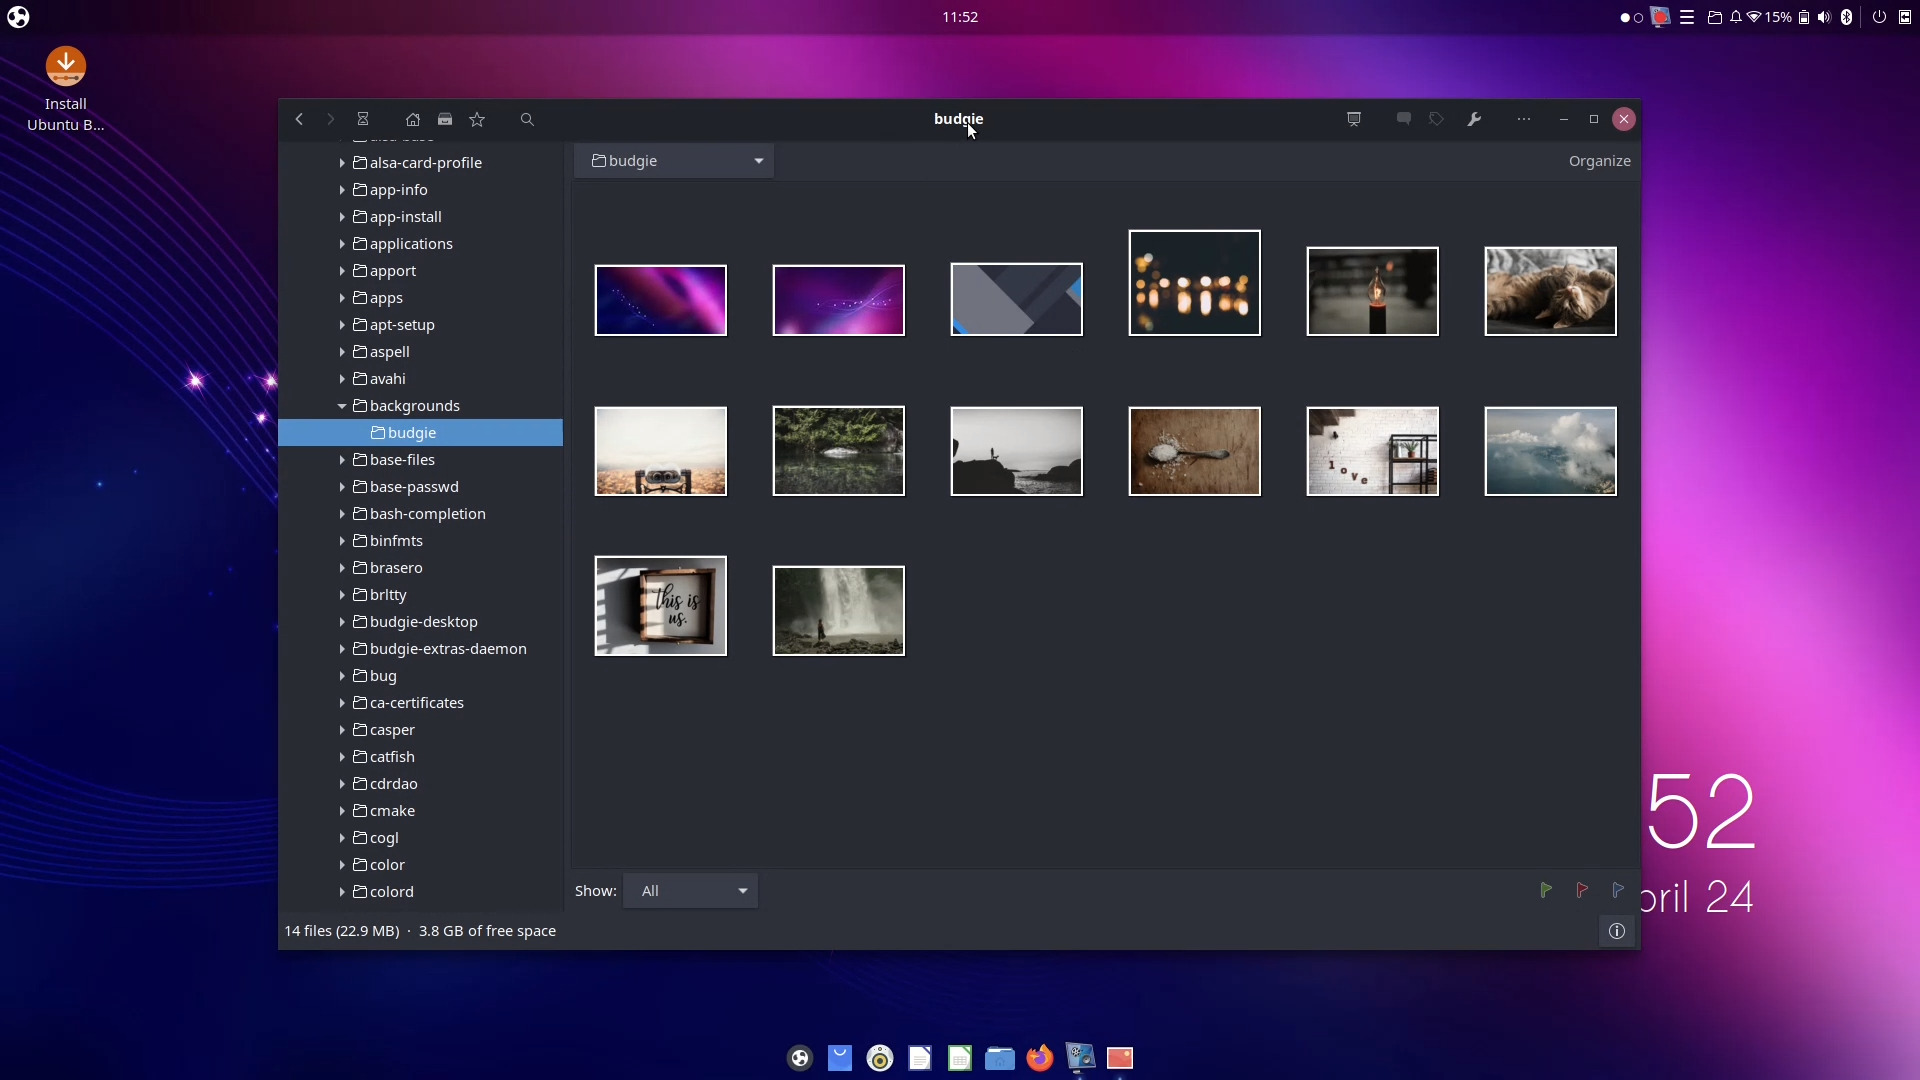 11:52
15%
Install
Ubuntu B...
budgie
alsa-card-profile
app-info
app-install
applications
apport
apps
apt-setup
aspell
avahi
backgrounds
budgie
base-files
base-passwd
bash-completion
binfmts
brasero
brltty
budgie-desktop
budgie-extras-daemon
bug
ca-certificates
casper
catfish
cdrdao
cmake
cogl
color
colord
budgie
Organize
love
this is
us.
Show: All
14 files (22.9 MB) · 3.8 GB of free space
52
pril 24